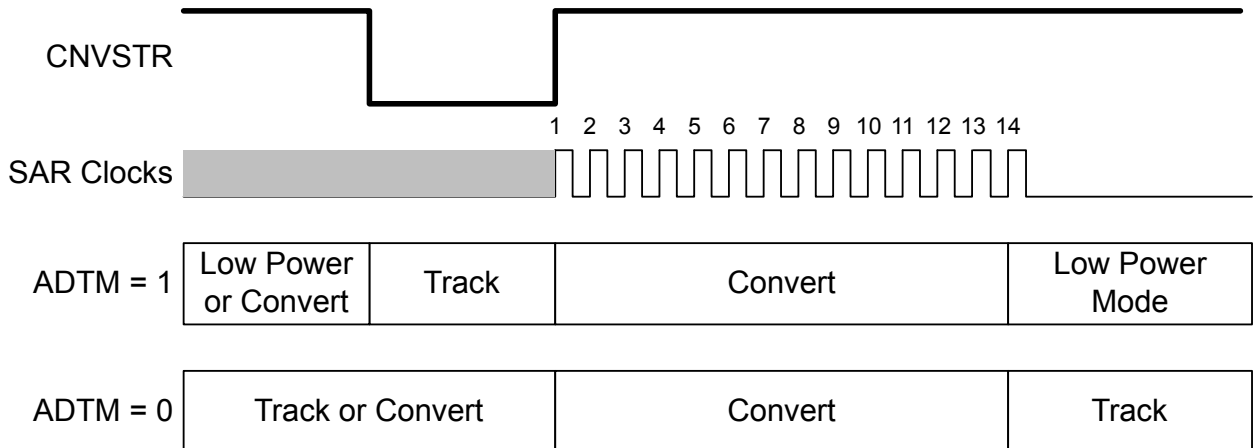 CNVSTR
1 2 3 4 5 6 7 8 9 10 11 12 13 14
SAR Clocks
ADTM = 1
Low Power
or Convert
Track
Convert
Low Power
Mode
ADTM = 0
Track or Convert
Convert
Track